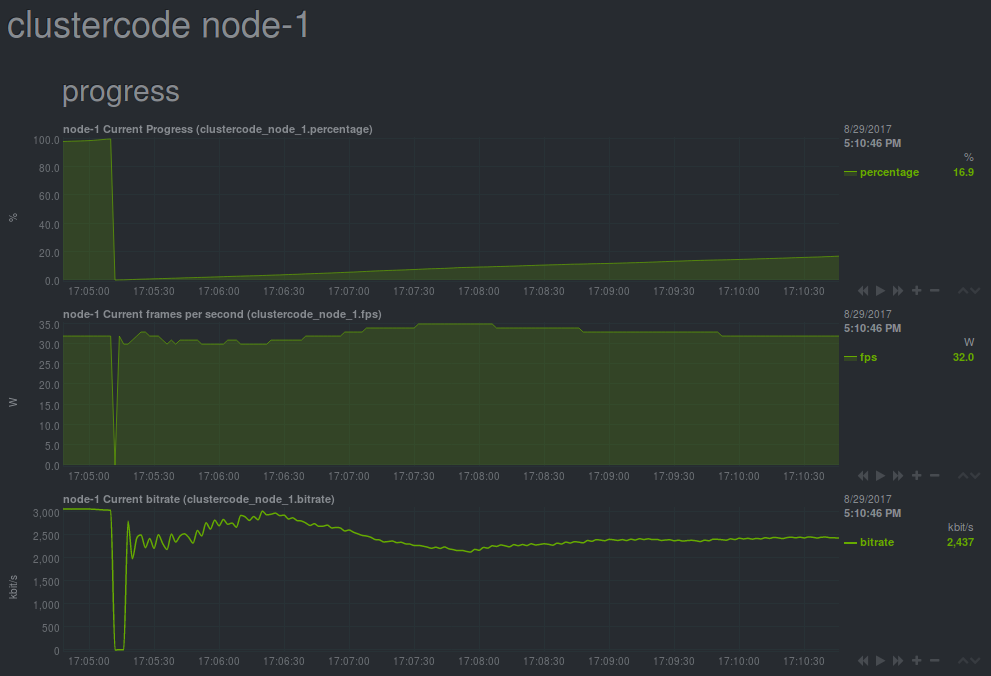 clustercode node-1
progress
node-1 Current Progress (clustercode_node_1.percentage)
8/29/2017
5:10:46 PM
%
percentage 16.9
100.0
80.0
60.0
40.0
20.0
0.0
%
17:05:00 17:05:30 17:06:00 17:06:30 17:07:00 17:07:30 17:08:00 17:08:30 17:09:00 17:09:30 17:10:00 17:10:30
node-1 Current frames per second (clustercode_node_1.fps)
8/29/2017
5:10:46 PM
W
fps 32.0
35.0
30.0
25.0
20.0
15.0
10.0
5.0
0.0
W
17:05:00 17:05:30 17:06:00 17:06:30 17:07:00 17:07:30 17:08:00 17:08:30 17:09:00 17:09:30 17:10:00 17:10:30
node-1 Current bitrate (clustercode_node_1.bitrate)
8/29/2017
5:10:46 PM
kbit/s
bitrate 2,437
3,000
2,500
2,000
1,500
1,000
500
0
kbit/s
17:05:00 17:05:30 17:06:00 17:06:30 17:07:00 17:07:30 17:08:00 17:08:30 17:09:00 17:09:30 17:10:00 17:10:30